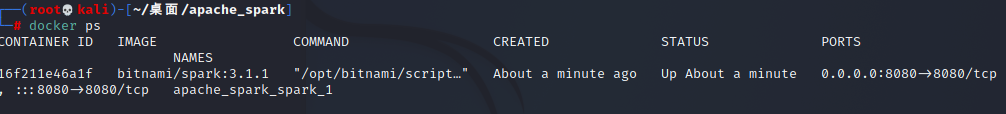 ┌──(root💀kali)-[~/桌面/apache_spark]
└─# docker ps
CONTAINER ID   IMAGE                 COMMAND                  CREATED              STATUS              PORTS
                       NAMES
16f211e46a1f   bitnami/spark:3.1.1   "/opt/bitnami/script…"   About a minute ago   Up About a minute   0.0.0.0:8080->8080/tcp
, :::8080->8080/tcp   apache_spark_spark_1